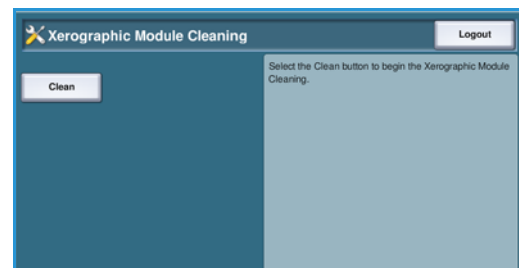 Xerographic Module Cleaning
Logout
Clean
Select the Clean button to begin the Xerographic Module
Cleaning.